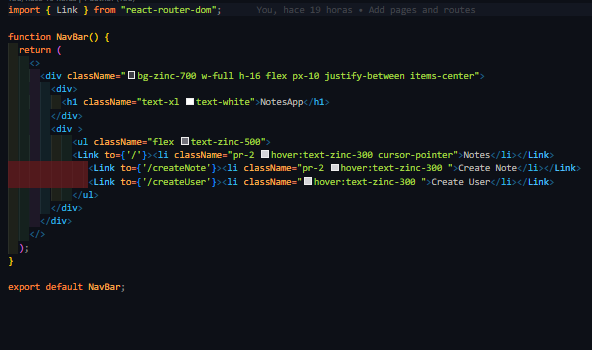 import { Link } from "react-router-dom";     You, hace 19 horas • Add pages and routes

function NavBar() {
  return (
    <>
      <div className="bg-zinc-700 w-full h-16 flex px-10 justify-between items-center">
        <div>
          <h1 className="text-xl text-white">NotesApp</h1>
        </div>
        <div >
            <ul className="flex text-zinc-500">
            <Link to={'/'}><li className="pr-2 hover:text-zinc-300 cursor-pointer">Notes</li></Link>
               <Link to={'/createNote'}><li className="pr-2 hover:text-zinc-300 ">Create Note</li></Link>
               <Link to={'/createUser'}><li className="hover:text-zinc-300 ">Create User</li></Link>
            </ul>
        </div>
      </div>
    </>
  );
}

export default NavBar;